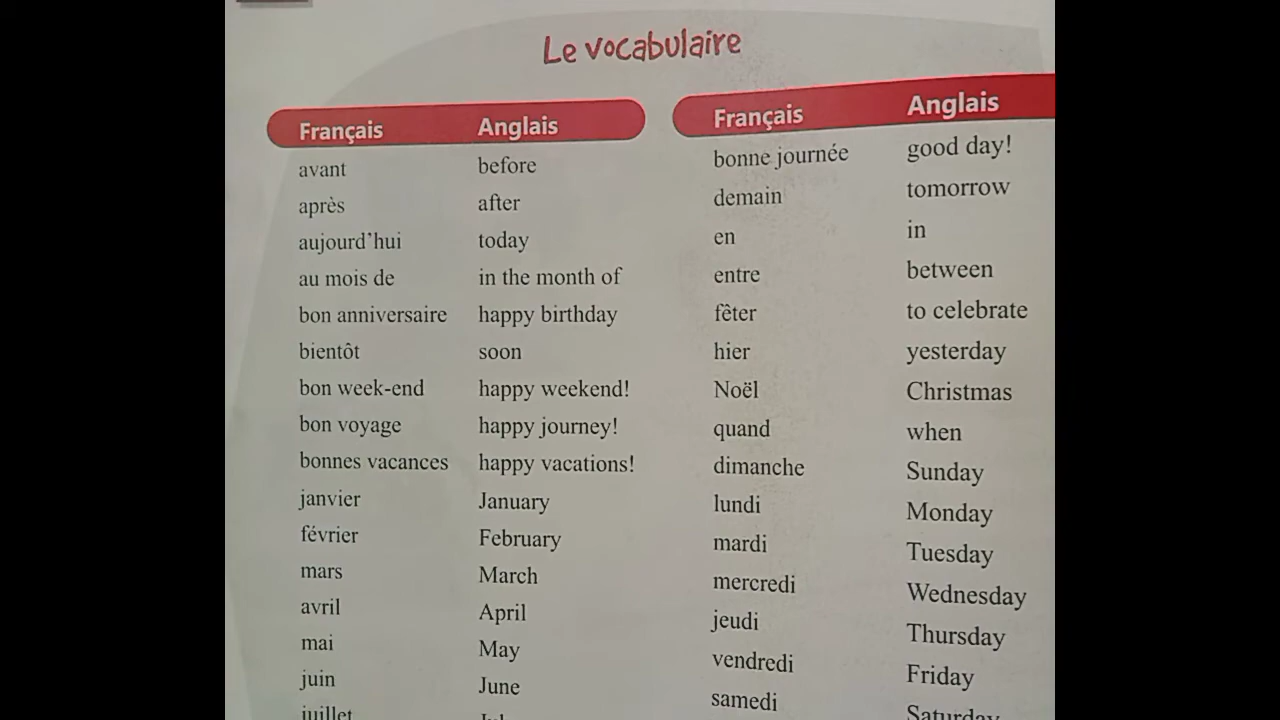 Le vocabulaire
Français Anglais
avant before
après after
aujourd'hui today
au mois de in the month of
bon anniversaire happy birthday
bientôt soon
bon week-end happy weekend!
bon voyage happy journey!
bonnes vacances happy vacations!
janvier January
février February
mars March
avril April
mai May
juin June
juillet
Français Anglais
bonne journée good day!
demain tomorrow
en in
entre between
fêter to celebrate
hier yesterday
Noël Christmas
quand when
dimanche Sunday
lundi Monday
mardi Tuesday
mercredi Wednesday
jeudi Thursday
vendredi Friday
samedi Saturday